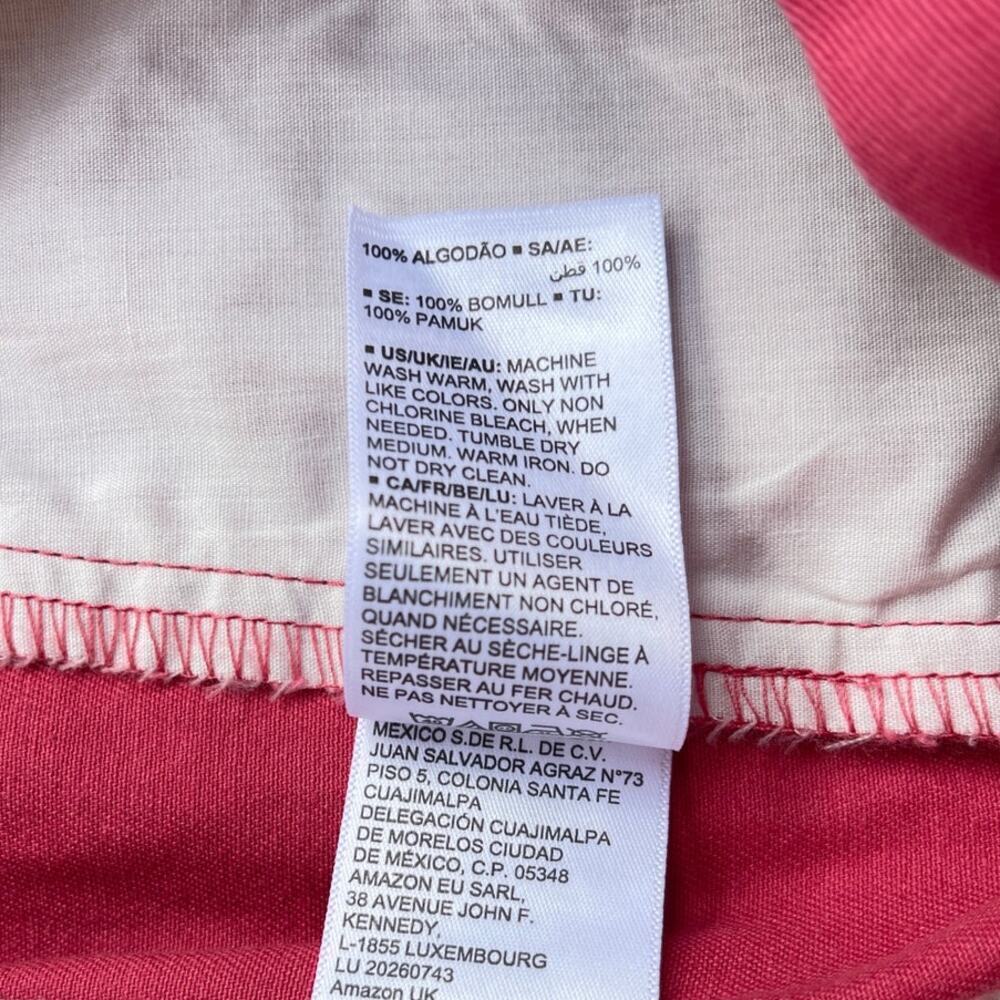 100% ALGODÃO ▪ SA/AE:
100% قطن
▪ SE: 100% BOMULL ▪ TU:
100% PAMUK
▪ US/UK/IE/AU: MACHINE
WASH WARM, WASH WITH
LIKE COLORS. ONLY NON
CHLORINE BLEACH, WHEN
NEEDED. TUMBLE DRY
MEDIUM. WARM IRON. DO
NOT DRY CLEAN.
▪ CA/FR/BE/LU: LAVER À LA
MACHINE À L'EAU TIÈDE,
LAVER AVEC DES COULEURS
SIMILAIRES. UTILISER
SEULEMENT UN AGENT DE
BLANCHIMENT NON CHLORÉ,
QUAND NÉCESSAIRE.
SÉCHER AU SÈCHE-LINGE À
TEMPÉRATURE MOYENNE.
REPASSER AU FER CHAUD.
NE PAS NETTOYER À SEC.
MEXICO S.DE R.L. DE C.V.
JUAN SALVADOR AGRAZ N°73
PISO 5, COLONIA SANTA FE
CUAJIMALPA
DELEGACIÓN CUAJIMALPA
DE MORELOS CIUDAD
DE MÉXICO, C.P. 05348
AMAZON EU SARL,
38 AVENUE JOHN F.
KENNEDY,
L-1855 LUXEMBOURG
LU 20260743
Amazon UK